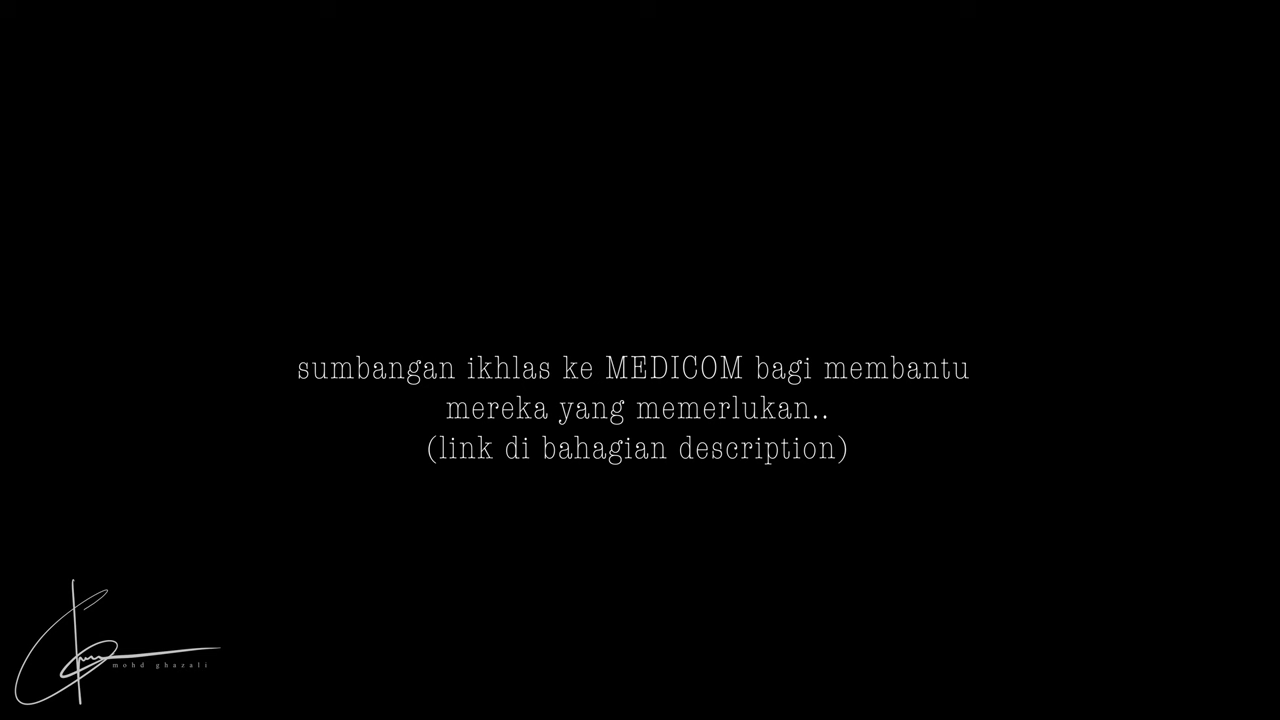 sumbangan ikhlas ke MEDICOM bagi membantu
mereka yang memerlukan..
(link di bahagian description)
mohd ghazali